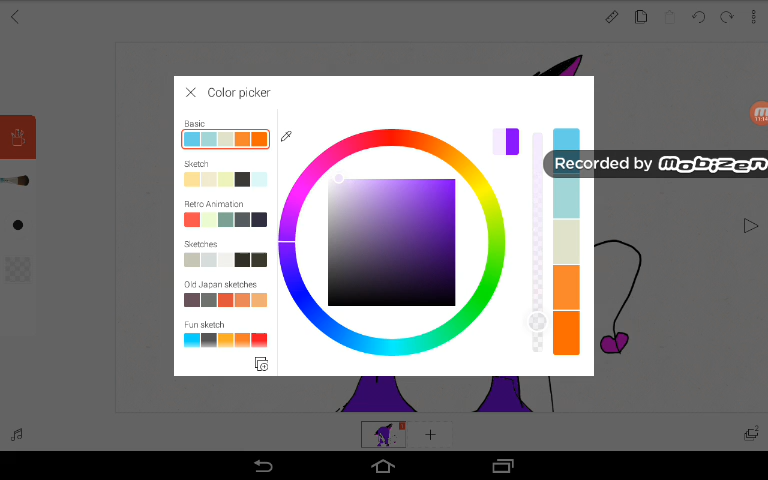 Color picker
Basic
Recorded by mobizen
Sketch
Retro Animation
Sketches
Old Japan sketches
Fun sketch